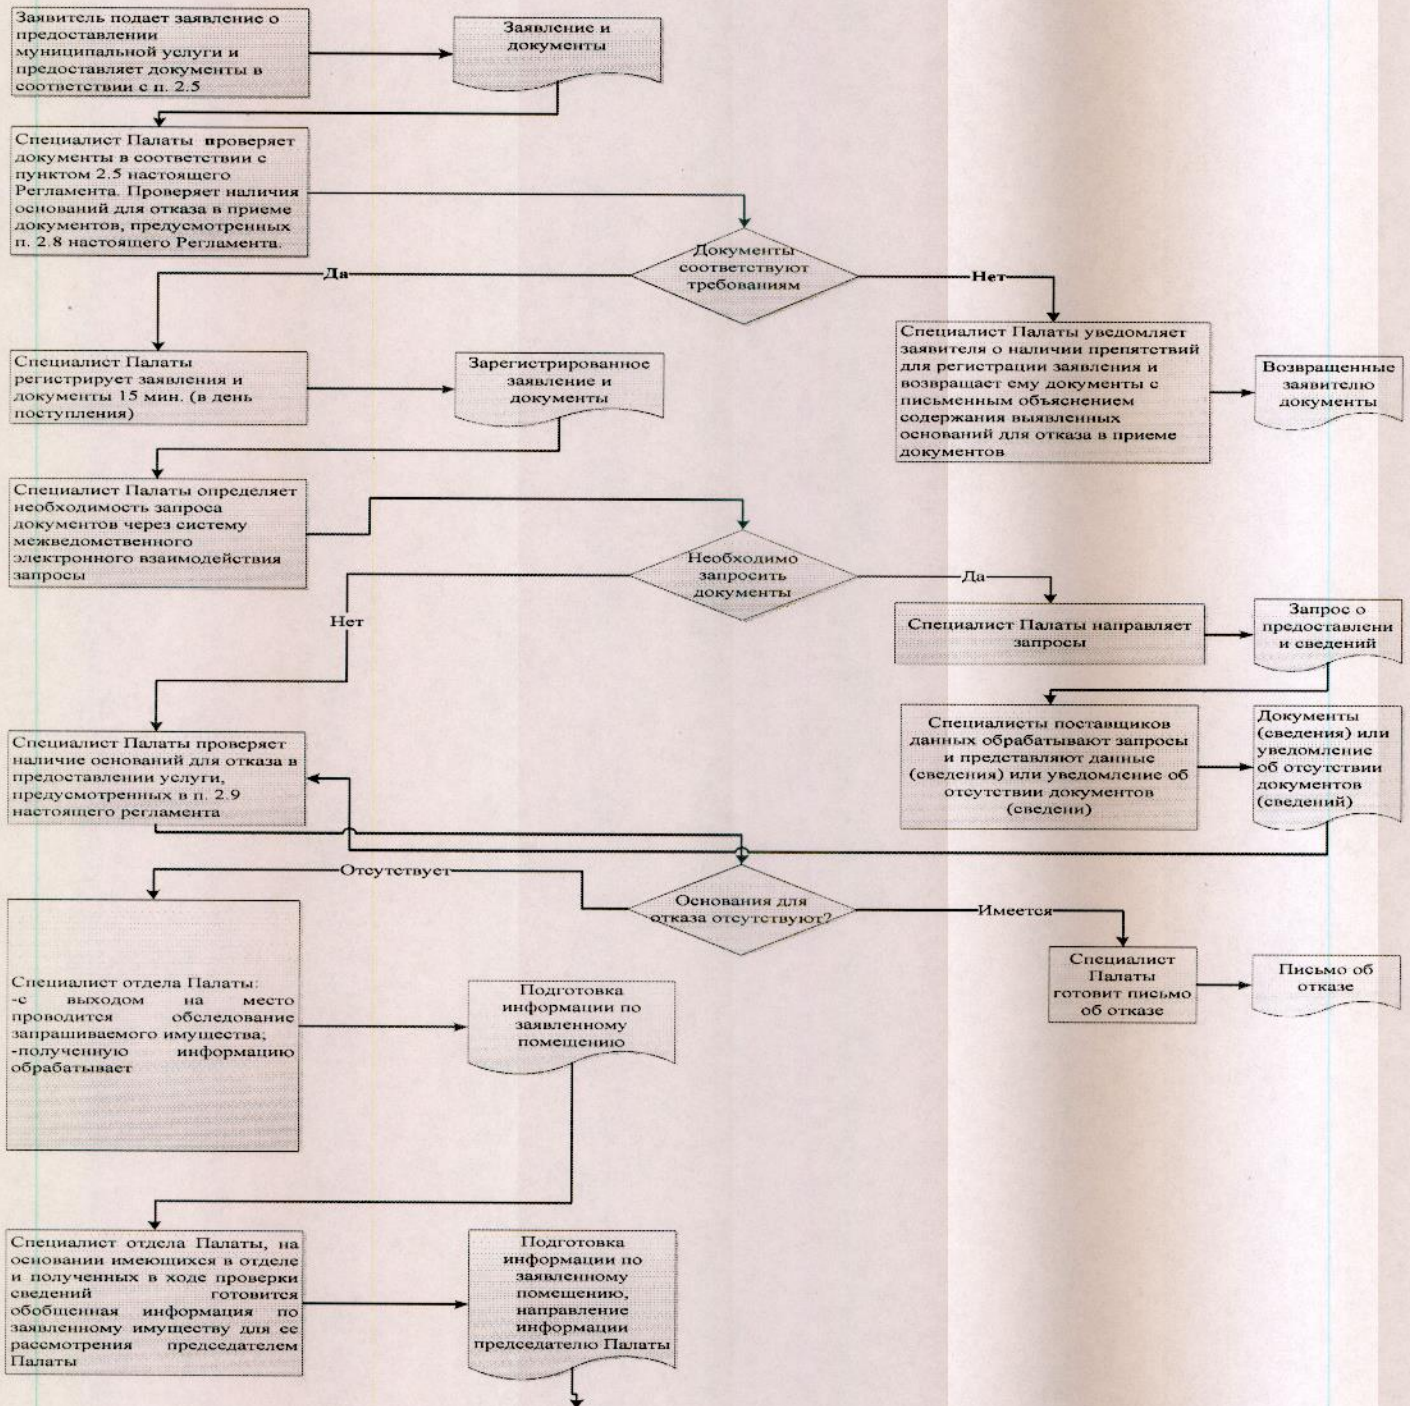 Заявитель подает заявление о
предоставлении
муниципальной услуги и
предоставляет документы в
соответствии с п. 2.5
Заявление и
документы
Специалист Палаты проверяет
документы в соответствии с
пунктом 2.5 настоящего
Регламента. Проверяет наличия
оснований для отказа в приеме
документов, предусмотренных
п. 2.8 настоящего Регламента.
Документы
соответствуют
требованиям
Да
Нет
Специалист Палаты
регистрирует заявления и
документы 15 мин. (в день
поступления)
Зарегистрированное
заявление и
документы
Специалист Палаты уведомляет
заявителя о наличии препятствий
для регистрации заявления и
возвращает ему документы с
письменным объяснением
содержания выявленных
оснований для отказа в приеме
документов
Возвращенные
заявителю
документы
Специалист Палаты определяет
необходимость запроса
документов через систему
межведомственного
электронного взаимодействия
запросы
Необходимо
запросить
документы
Да
Нет
Специалист Палаты направляет
запросы
Запрос о
предоставлени
и сведений
Специалисты поставщиков
данных обрабатывают запросы
и представляют данные
(сведения) или уведомление об
отсутствии документов
(сведени)
Документы
(сведения) или
уведомление
об отсутствии
документов
(сведений)
Специалист Палаты проверяет
наличие оснований для отказа в
предоставлении услуги,
предусмотренных в п. 2.9
настоящего регламента
Отсутствует
Основания для
отказа отсутствуют?
Имеется
Специалист
Палаты
готовит письмо
об отказе
Письмо об
отказе
Специалист отдела Палаты:
-с выходом на место
проводится обследование
запрашиваемого имущества;
-полученную информацию
обрабатывает
Подготовка
информации по
заявленному
помещению
Специалист отдела Палаты, на
основании имеющихся в отделе
и полученных в ходе проверки
сведений готовится
обобщенная информация по
заявленному имуществу для ее
рассмотрения председателем
Палаты
Подготовка
информации по
заявленному
помещению,
направление
информации
председателю Палаты